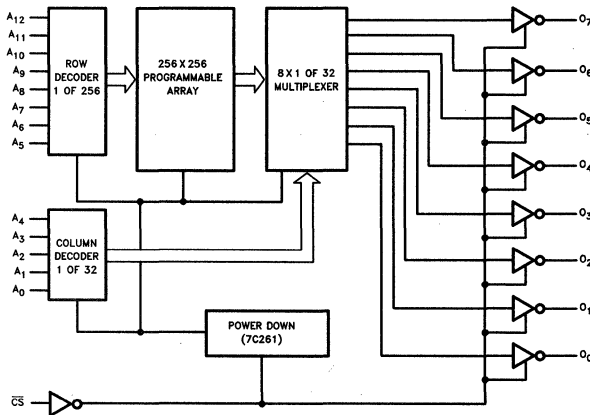 A12
A11
A10
A9
A8
A7
A6
A5
ROW
DECODER
1 OF 256
256 X 256
PROGRAMMABLE
ARRAY
8 X 1 OF 32
MULTIPLEXER
O7
O6
O5
O4
O3
O2
O1
O0
A4
A3
A2
A1
A0
COLUMN
DECODER
1 OF 32
POWER DOWN
(7C261)
CS